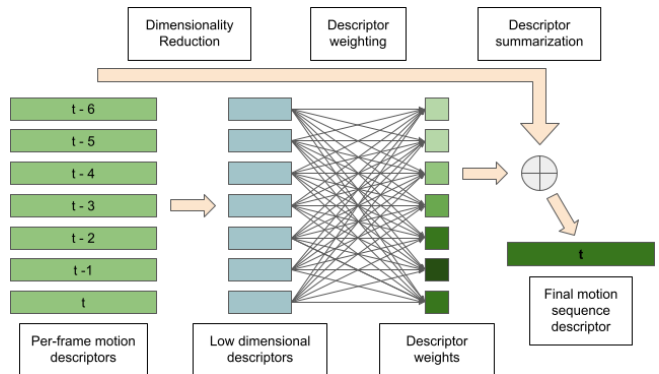 Dimensionality
Reduction
Descriptor weighting
Descriptor
summarization
t - 6
t - 5
t - 4
t - 3
t - 2
t -1
t
t
Per-frame motion
descriptors
Low dimensional
descriptors
Descriptor
weights
Final motion
sequence
descriptor